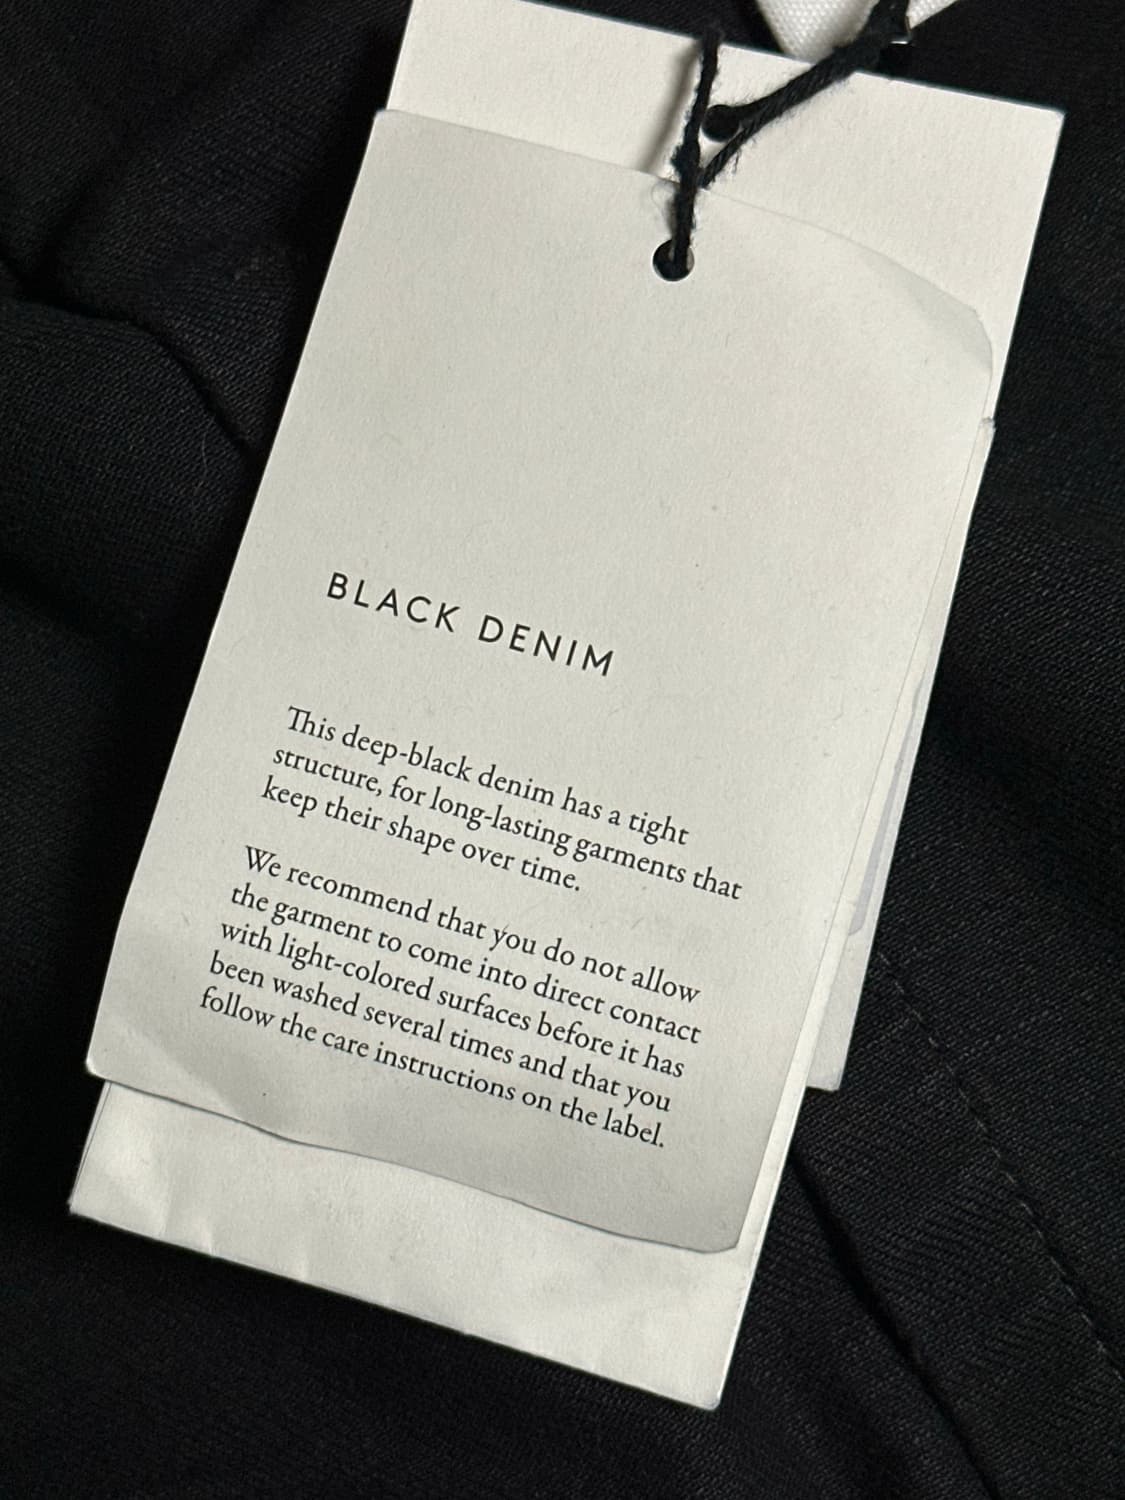 BLACK DENIM
This deep-black denim has a tight
structure, for long-lasting garments that
keep their shape over time.
We recommend that you do not allow
the garment to come into direct contact
with light-colored surfaces before it has
been washed several times and that you
follow the care instructions on the label.